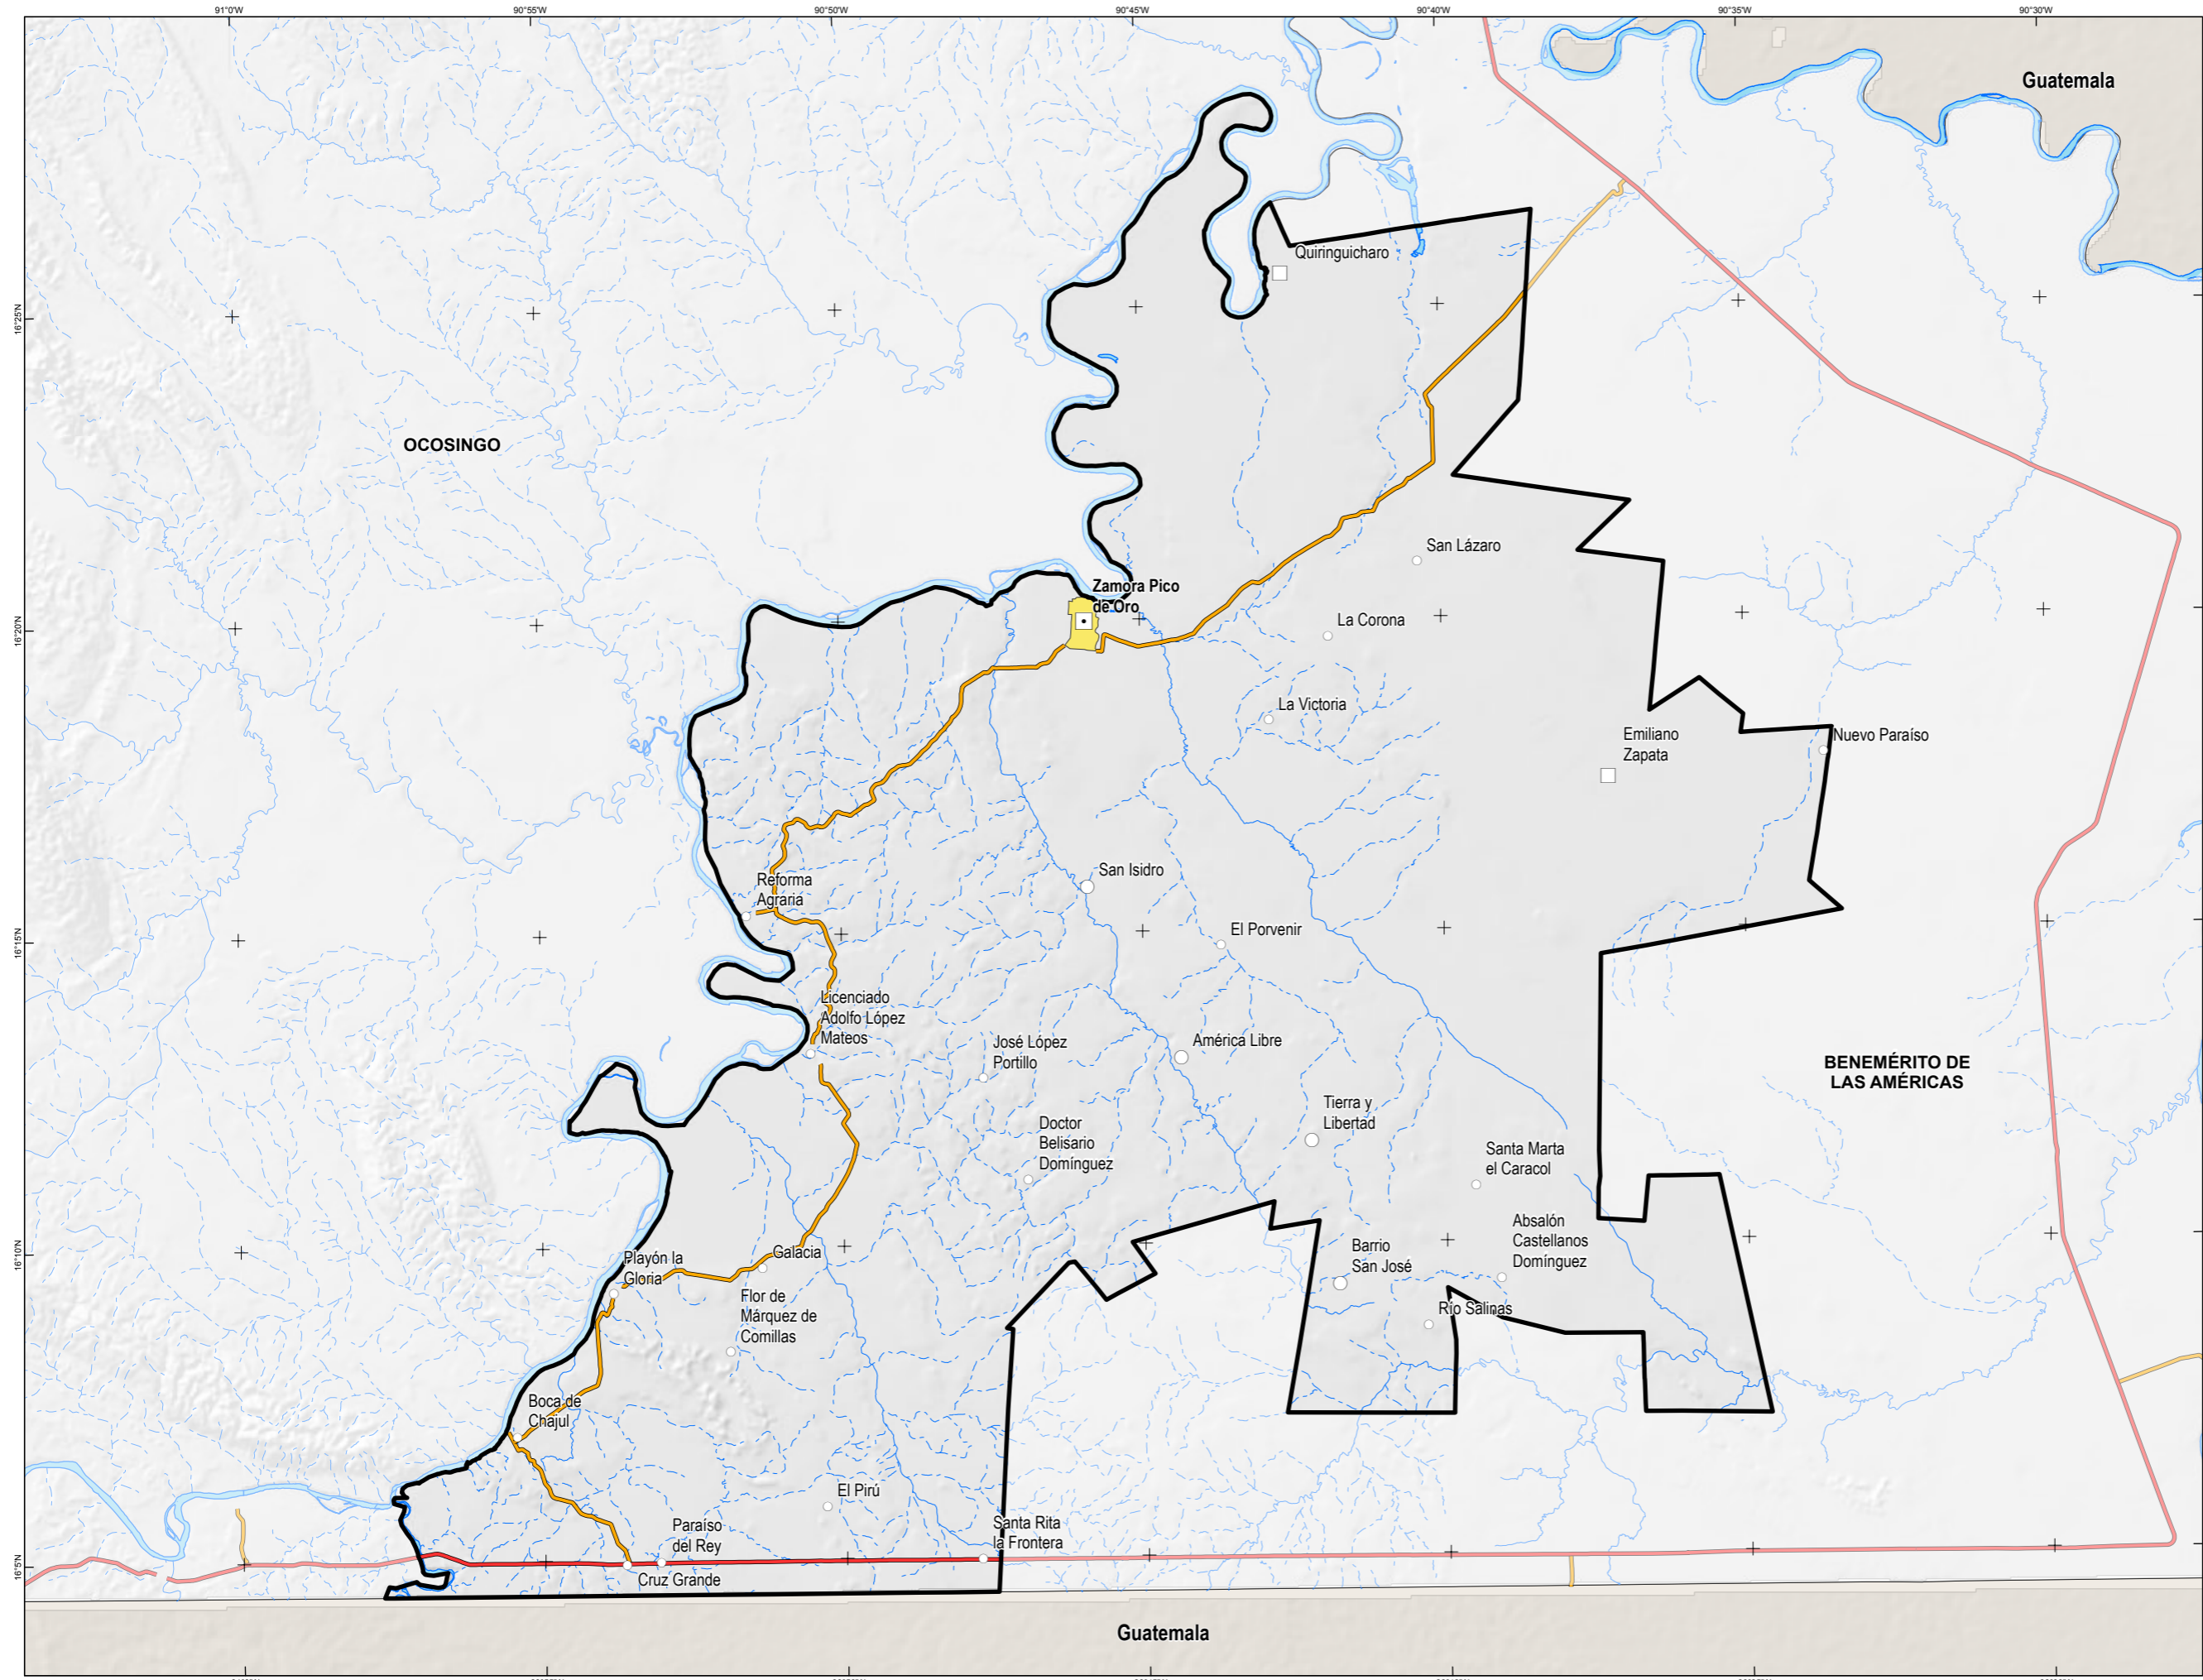 91°0'W
90°55'W
90°50'W
90°45'W
90°40'W
90°35'W
90°30'W
Guatemala
Quiringuicharo
16°25'N
OCOSINGO
San Lázaro
Zamora Pico
de Oro
La Corona
16°20'N
La Victoria
Emiliano
Zapata
Nuevo Paraíso
San Isidro
Reforma
Agraria
El Porvenir
16°15'N
Licenciado
Adolfo López
Mateos
José López
Portillo
América Libre
BENEMÉRITO DE
LAS AMÉRICAS
Tierra y
Libertad
Doctor
Belisario
Domínguez
Santa Marta
el Caracol
Absalón
Castellanos
Domínguez
Barrio
San José
16°10'N
Playón la
Gloria
Galacia
Flor de
Márquez de
Comillas
Río Salinas
Boca de
Chajul
El Pirú
Paraíso
del Rey
Santa Rita
la Frontera
16°5'N
Cruz Grande
Guatemala